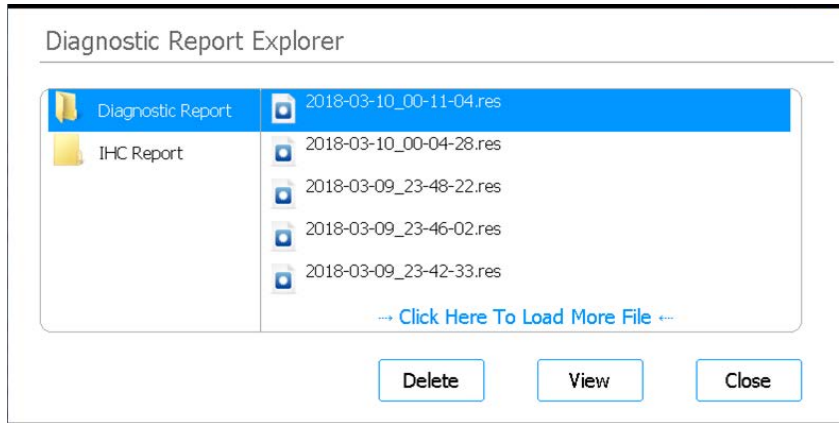 Diagnostic Report Explorer
Diagnostic Report
IHC Report
2018-03-10_00-11-04.res
2018-03-10_00-04-28.res
2018-03-09_23-48-22.res
2018-03-09_23-46-02.res
2018-03-09_23-42-33.res
⤑ Click Here To Load More File ⬸
Delete
View
Close